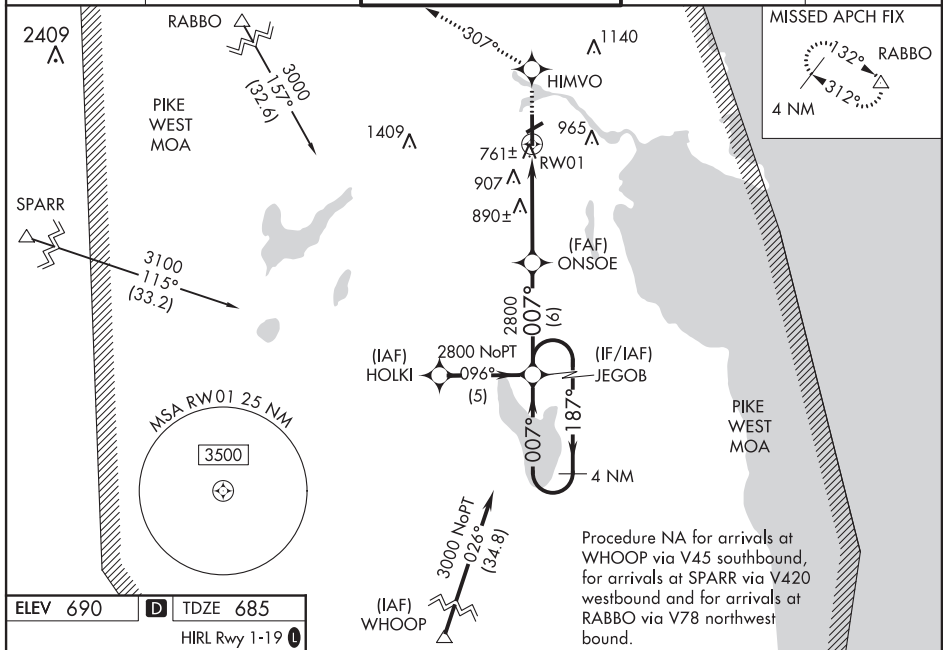 RABBO
2409
3000
157°
(32.6)
307°
1140
HIMVO
MISSED APCH FIX
132°
RABBO
312°
4 NM
PIKE
WEST
MOA
1409
965
761±
RW01
907
890±
SPARR
3100
115°
(33.2)
(FAF)
ONSOE
2800
007°
(6)
(IAF)
HOLKI
2800 NoPT
096°
(5)
(IF/IAF)
JEGOB
007°
187°
4 NM
PIKE
WEST
MOA
MSA RW01 25 NM
3500
3000 NoPT
026°
(34.8)
(IAF)
WHOOP
Procedure NA for arrivals at
WHOOP via V45 southbound,
for arrivals at SPARR via V420
westbound and for arrivals at
RABBO via V78 northwest
bound.
ELEV 690 D TDZE 685
HIRL Rwy 1-19 L